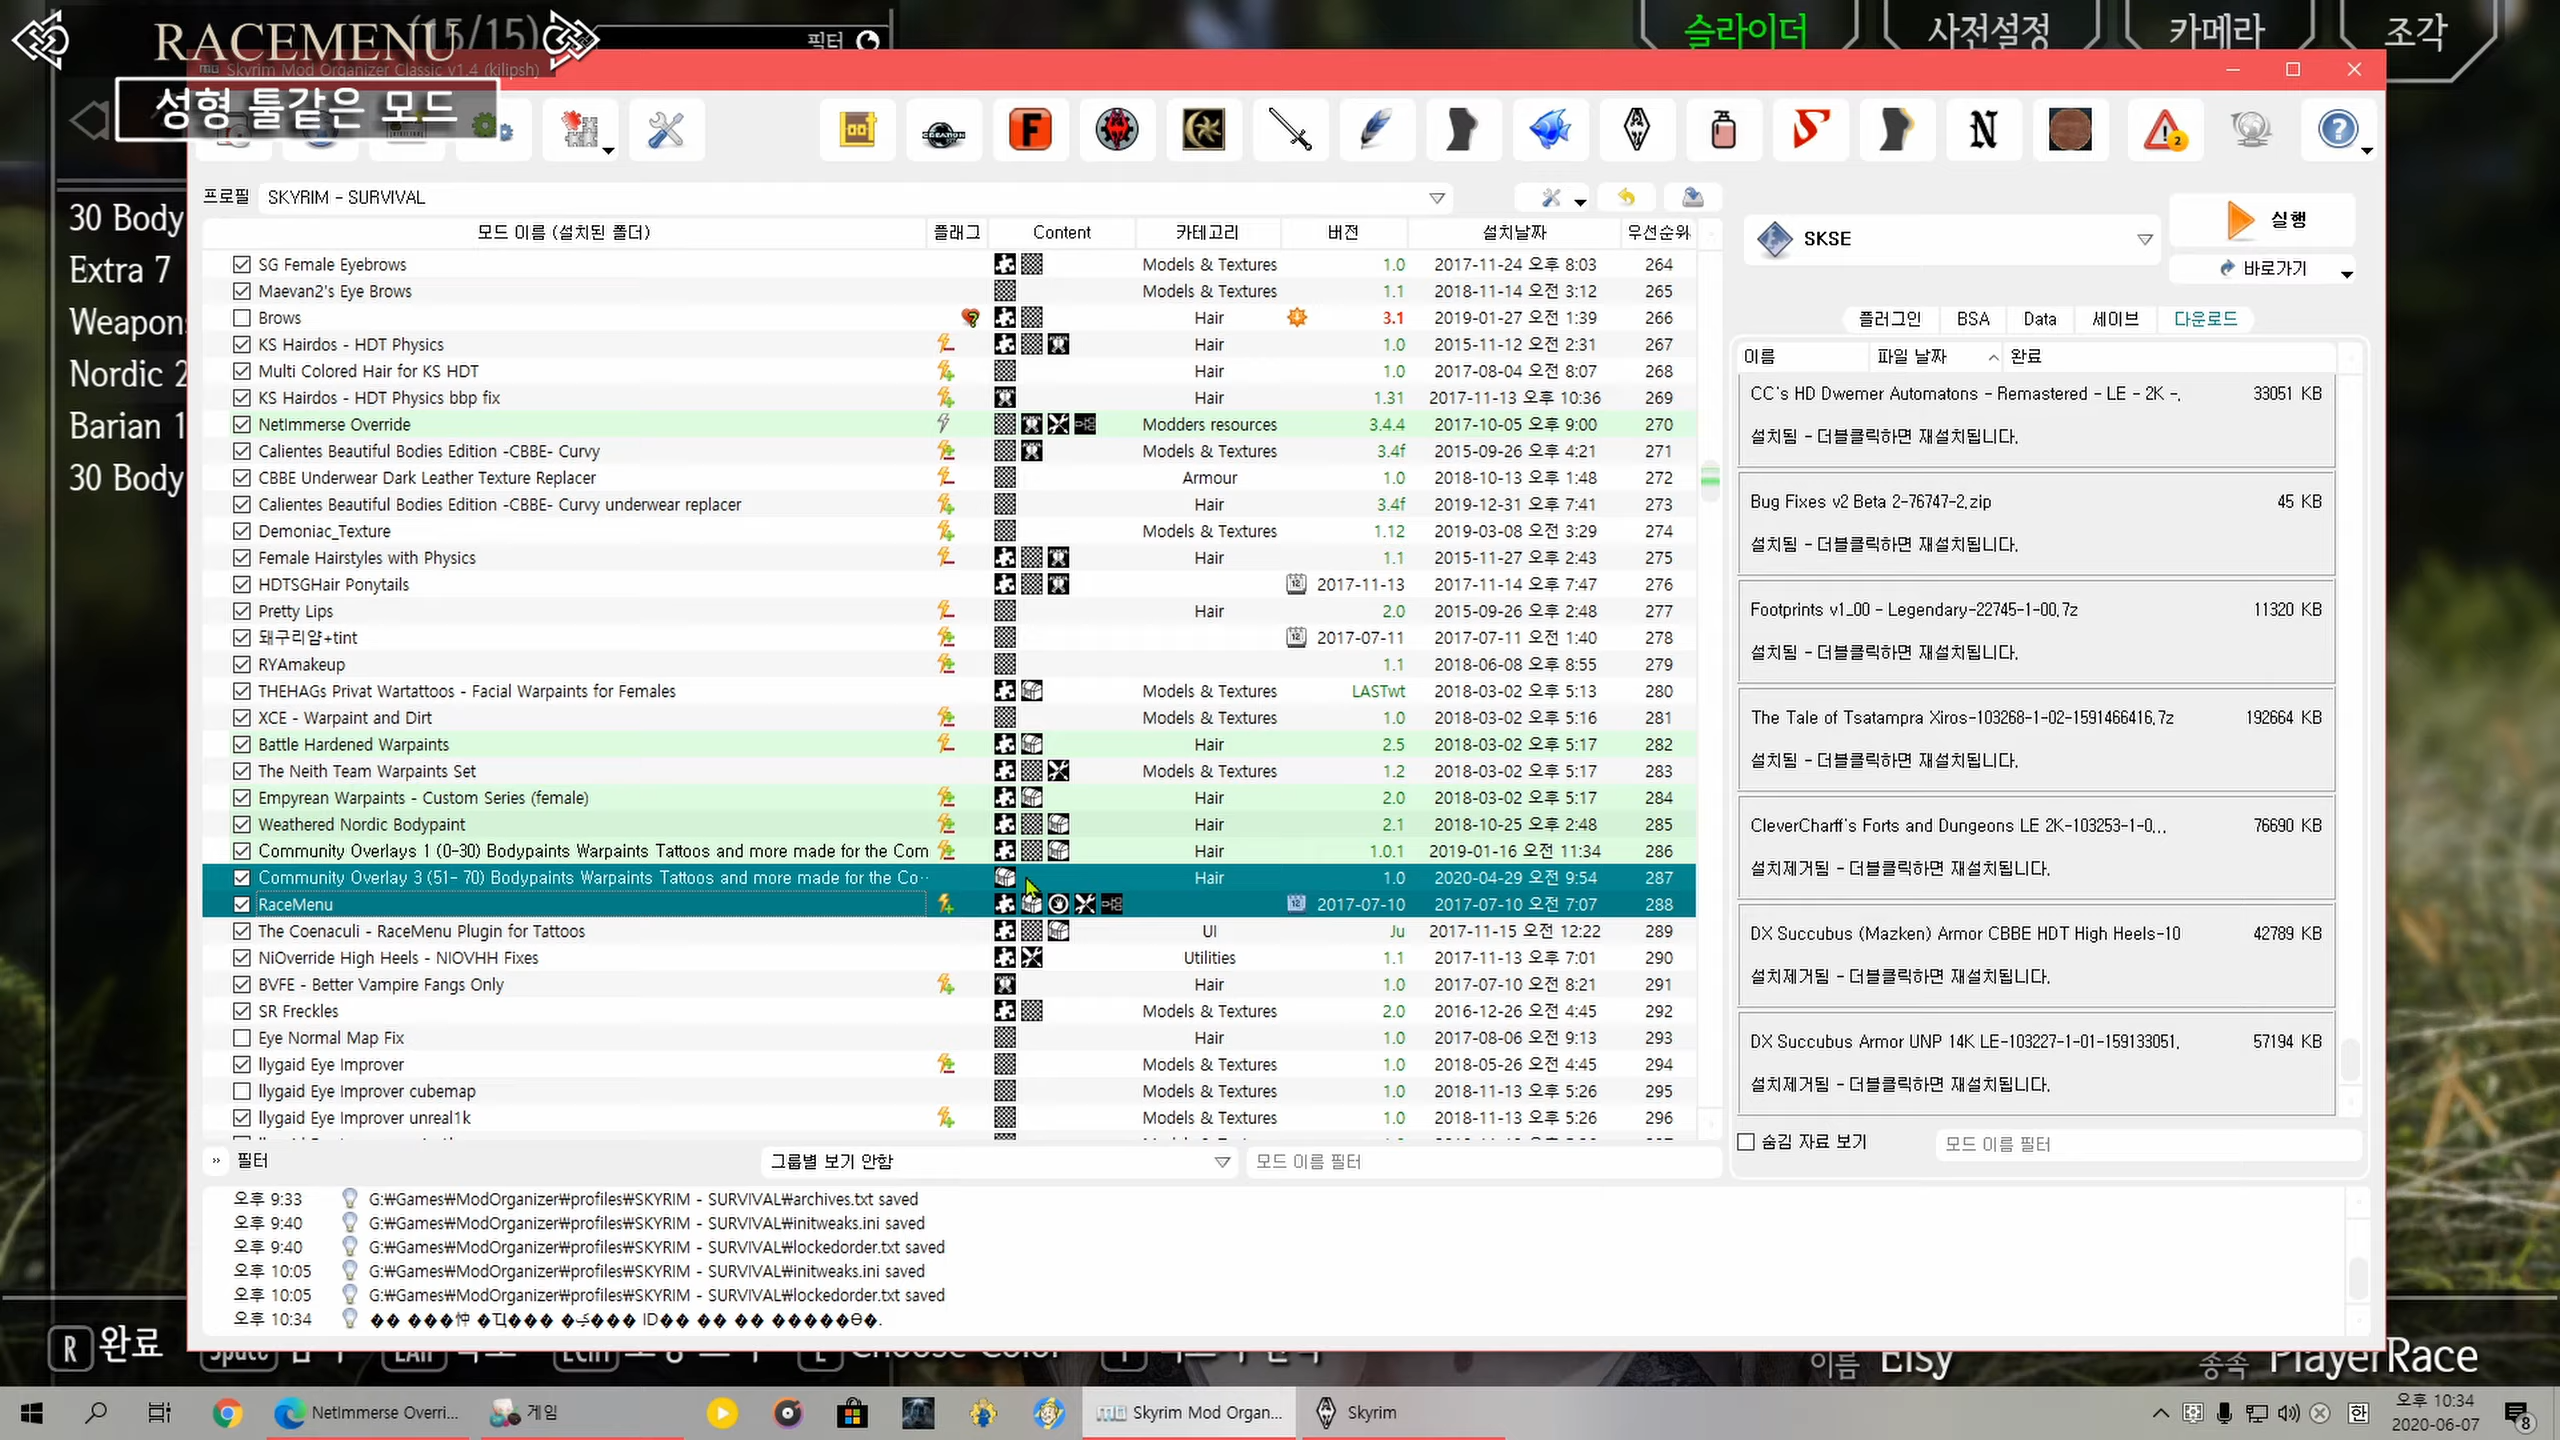 RACEMENU (15/15)
필터
슬라이더
사전설정
카메라
조각
Skyrim Mod Organizer Classic v1.4 (kilipsh)
성형 툴같은 모드
30 Body
Extra 7
Weapon
Nordic 2
Barian 1
30 Body
프로필 SKYRIM - SURVIVAL
모드 이름 (설치된 폴더) 플래그 Content 카테고리 버전 설치날짜 우선순위
SG Female Eyebrows Models & Textures 1.0 2017-11-24 오후 8:03 264
Maevan2's Eye Brows Models & Textures 1.1 2018-11-14 오전 3:12 265
Brows Hair 3.1 2019-01-27 오전 1:39 266
KS Hairdos - HDT Physics Hair 1.0 2015-11-12 오전 2:31 267
Multi Colored Hair for KS HDT Hair 1.0 2017-08-04 오전 8:07 268
KS Hairdos - HDT Physics bbp fix Hair 1.31 2017-11-13 오후 10:36 269
NetImmerse Override Modders resources 3.4.4 2017-10-05 오후 9:00 270
Calientes Beautiful Bodies Edition -CBBE- Curvy Models & Textures 3.4f 2015-09-26 오후 4:21 271
CBBE Underwear Dark Leather Texture Replacer Armour 1.0 2018-10-13 오후 1:48 272
Calientes Beautiful Bodies Edition -CBBE- Curvy underwear replacer Hair 3.4f 2019-12-31 오후 7:41 273
Demoniac_Texture Models & Textures 1.12 2019-03-08 오전 3:29 274
Female Hairstyles with Physics Hair 1.1 2015-11-27 오후 2:43 275
HDTSGHair Ponytails 2017-11-13 2017-11-14 오후 7:47 276
Pretty Lips Hair 2.0 2015-09-26 오후 2:48 277
돼구리얌+tint 2017-07-11 2017-07-11 오전 1:40 278
RYAmakeup 1.1 2018-06-08 오후 8:55 279
THEHAGs Privat Wartattoos - Facial Warpaints for Females Models & Textures LASTwt 2018-03-02 오후 5:13 280
XCE - Warpaint and Dirt Models & Textures 1.0 2018-03-02 오후 5:16 281
Battle Hardened Warpaints Hair 2.5 2018-03-02 오후 5:17 282
The Neith Team Warpaints Set Models & Textures 1.2 2018-03-02 오후 5:17 283
Empyrean Warpaints - Custom Series (female) Hair 2.0 2018-03-02 오후 5:17 284
Weathered Nordic Bodypaint Hair 2.1 2018-10-25 오후 2:48 285
Community Overlays 1 (0-30) Bodypaints Warpaints Tattoos and more made for the Com Hair 1.0.1 2019-01-16 오전 11:34 286
Community Overlay 3 (51- 70) Bodypaints Warpaints Tattoos and more made for the Co… Hair 1.0 2020-04-29 오전 9:54 287
RaceMenu 2017-07-10 2017-07-10 오전 7:07 288
The Coenaculi - RaceMenu Plugin for Tattoos UI Ju 2017-11-15 오전 12:22 289
NiOverride High Heels - NIOVHH Fixes Utilities 1.1 2017-11-13 오후 7:01 290
BVFE - Better Vampire Fangs Only Hair 1.0 2017-07-10 오전 8:21 291
SR Freckles Models & Textures 2.0 2016-12-26 오전 4:45 292
Eye Normal Map Fix Hair 1.0 2017-08-06 오전 9:13 293
Ilygaid Eye Improver Models & Textures 1.0 2018-05-26 오전 4:45 294
Ilygaid Eye Improver cubemap Models & Textures 1.0 2018-11-13 오후 5:26 295
Ilygaid Eye Improver unreal1k Models & Textures 1.0 2018-11-13 오후 5:26 296
» 필터 그룹별 보기 안함 모드 이름 필터
SKSE
실행
바로가기
플러그인 BSA Data 세이브 다운로드
이름 파일 날짜 완료
CC's HD Dwemer Automatons - Remastered - LE - 2K -, 33051 KB
설치됨 - 더블클릭하면 재설치됩니다.
Bug Fixes v2 Beta 2-76747-2.zip 45 KB
설치됨 - 더블클릭하면 재설치됩니다.
Footprints v1_00 - Legendary-22745-1-00.7z 11320 KB
설치됨 - 더블클릭하면 재설치됩니다.
The Tale of Tsatampra Xiros-103268-1-02-1591466416.7z 192664 KB
설치됨 - 더블클릭하면 재설치됩니다.
CleverCharff's Forts and Dungeons LE 2K-103253-1-0... 76690 KB
설치제거됨 - 더블클릭하면 재설치됩니다.
DX Succubus (Mazken) Armor CBBE HDT High Heels-10 42789 KB
설치제거됨 - 더블클릭하면 재설치됩니다.
DX Succubus Armor UNP 14K LE-103227-1-01-159133051, 57194 KB
설치제거됨 - 더블클릭하면 재설치됩니다.
숨김 자료 보기 모드 이름 필터
오후 9:33 G:₩Games₩ModOrganizer₩profiles₩SKYRIM - SURVIVAL₩archives.txt saved
오후 9:40 G:₩Games₩ModOrganizer₩profiles₩SKYRIM - SURVIVAL₩initweaks.ini saved
오후 9:40 G:₩Games₩ModOrganizer₩profiles₩SKYRIM - SURVIVAL₩lockedorder.txt saved
오후 10:05 G:₩Games₩ModOrganizer₩profiles₩SKYRIM - SURVIVAL₩initweaks.ini saved
오후 10:05 G:₩Games₩ModOrganizer₩profiles₩SKYRIM - SURVIVAL₩lockedorder.txt saved
오후 10:34 ID
R 완료 Space Choose Color
이름 Elsy 종족 PlayerRace
NetImmerse Overri... 게임 Skyrim Mod Organ... Skyrim 한 오후 10:34
2020-06-07 8